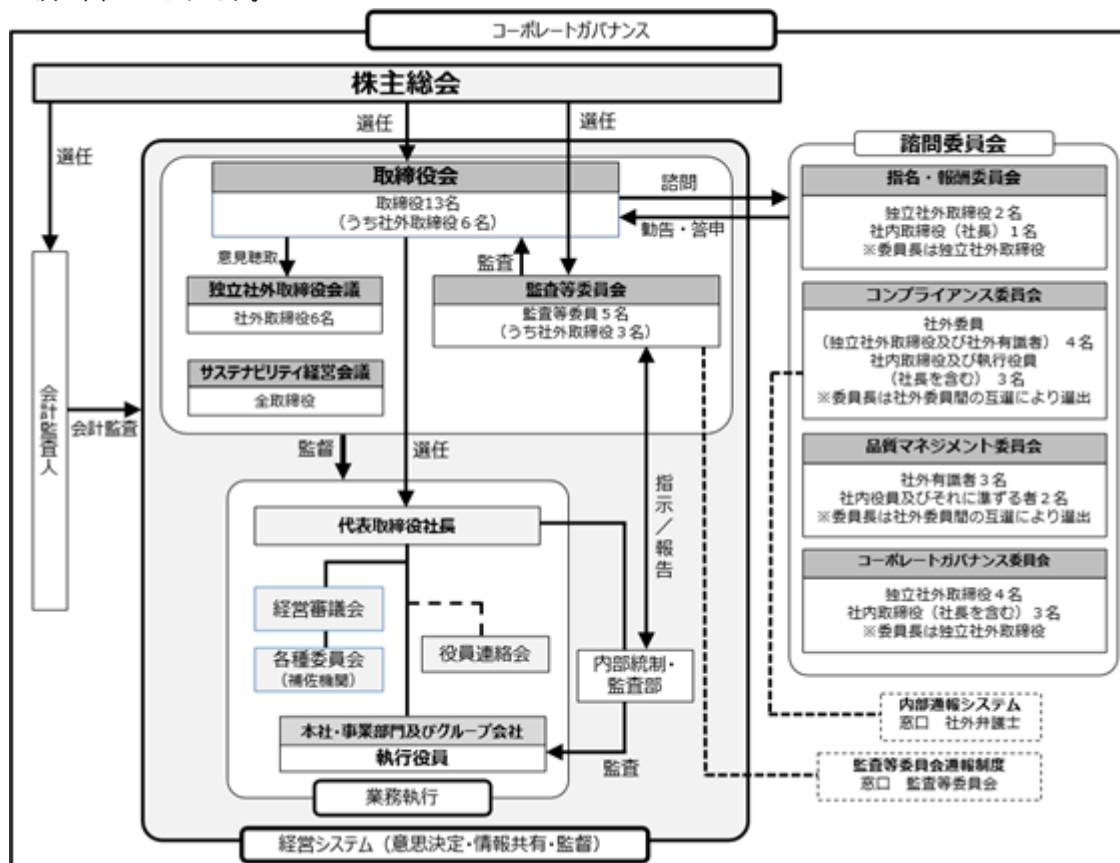 コーポレートガバナンス
株主総会
選任
選任
選任
取締役会
取締役13名
（うち社外取締役６名）
諮問
勧告・答申
意見聴取
監査
独立社外取締役会議
社外取締役6名
監査等委員会
監査等委員５名
（うち社外取締役３名）
サステナビリティ経営会議
全取締役
会計監査人
会計監査
監督
選任
指示／報告
代表取締役社長
経営審議会
各種委員会
（補佐機関）
役員連絡会
内部統制・
監査部
本社・事業部門及びグループ会社
執行役員
監査
業務執行
経営システム（意思決定・情報共有・監督）
諮問委員会
指名・報酬委員会
独立社外取締役２名
社内取締役（社長）１名
※委員長は独立社外取締役
コンプライアンス委員会
社外委員
（独立社外取締役及び社外有識者） ４名
社内取締役及び執行役員
（社長を含む） ３名
※委員長は社外委員間の互選により選出
品質マネジメント委員会
社外有識者３名
社内役員及びそれに準ずる者２名
※委員長は社外委員間の互選により選出
コーポレートガバナンス委員会
独立社外取締役４名
社内取締役（社長を含む）３名
※委員長は独立社外取締役
内部通報システム
窓口　社外弁護士
監査等委員会通報制度
窓口　監査等委員会